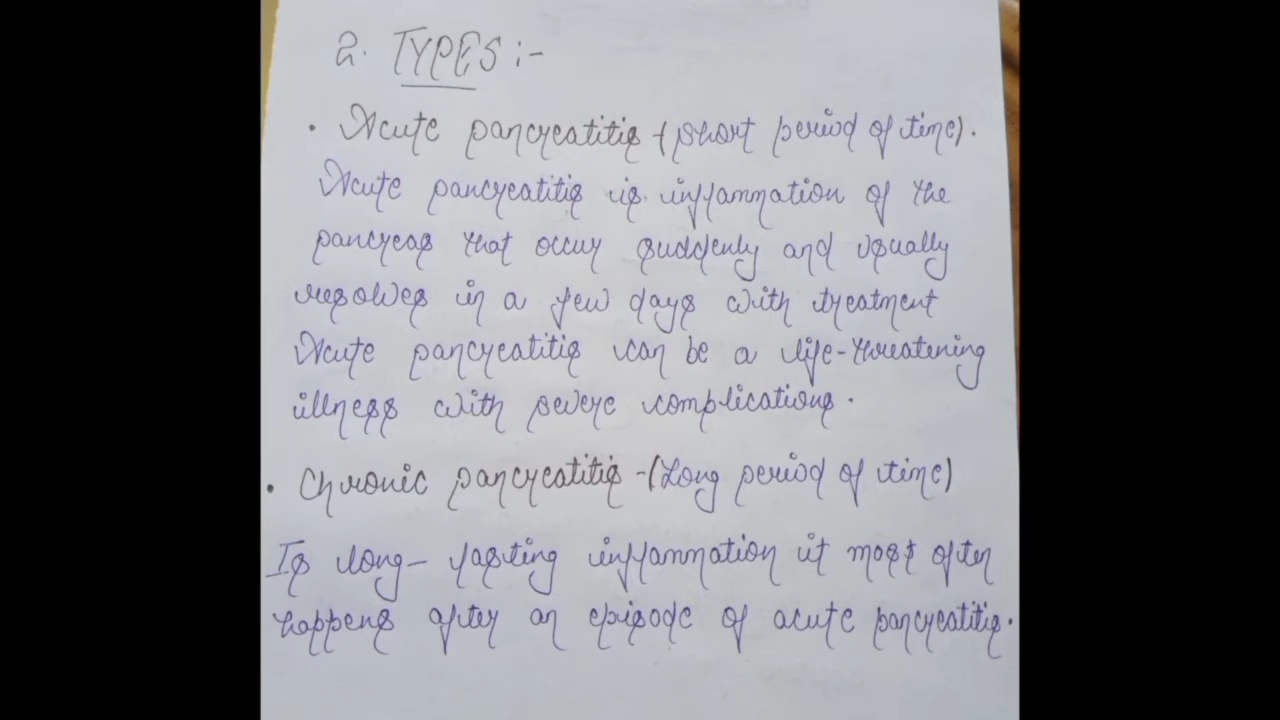 2. TYPES :-
• Acute pancreatitis - (short period of time).
Acute pancreatitis is inflammation of the
pancreas that occur suddenly and usually
resolves in a few days with treatment
Acute pancreatitis can be a life-threatening
illness with severe complications.
• Chronic pancreatitis - (Long period of time)
Is long- lasting inflammation it most often
happens after an episode of acute pancreatitis.